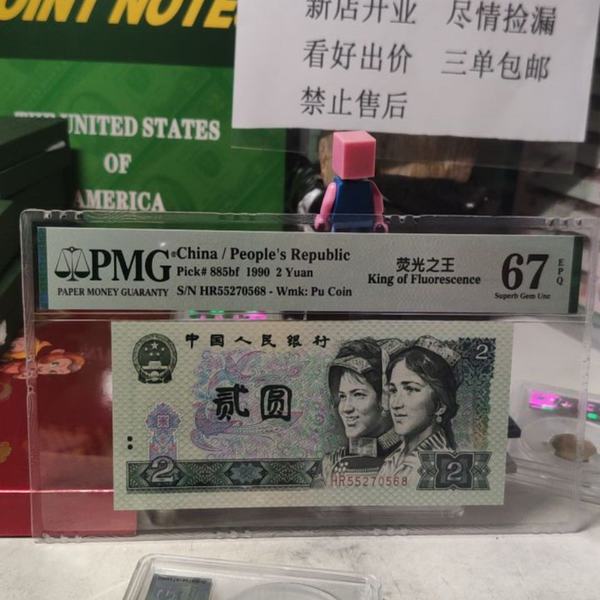 POINT NOTE
THE UNITED STATES
OF
AMERICA
新店开业 尽情捡漏
看好出价 三单包邮
禁止售后
PMG
PAPER MONEY GUARANTY
China / People's Republic
Pick# 885bf 1990 2 Yuan
S/N HR55270568 - Wmk: Pu Coin
荧光之王
King of Fluorescence
67
EPQ
Superb Gem Unc
中国人民银行
贰圆
2
2
2
HR55270568